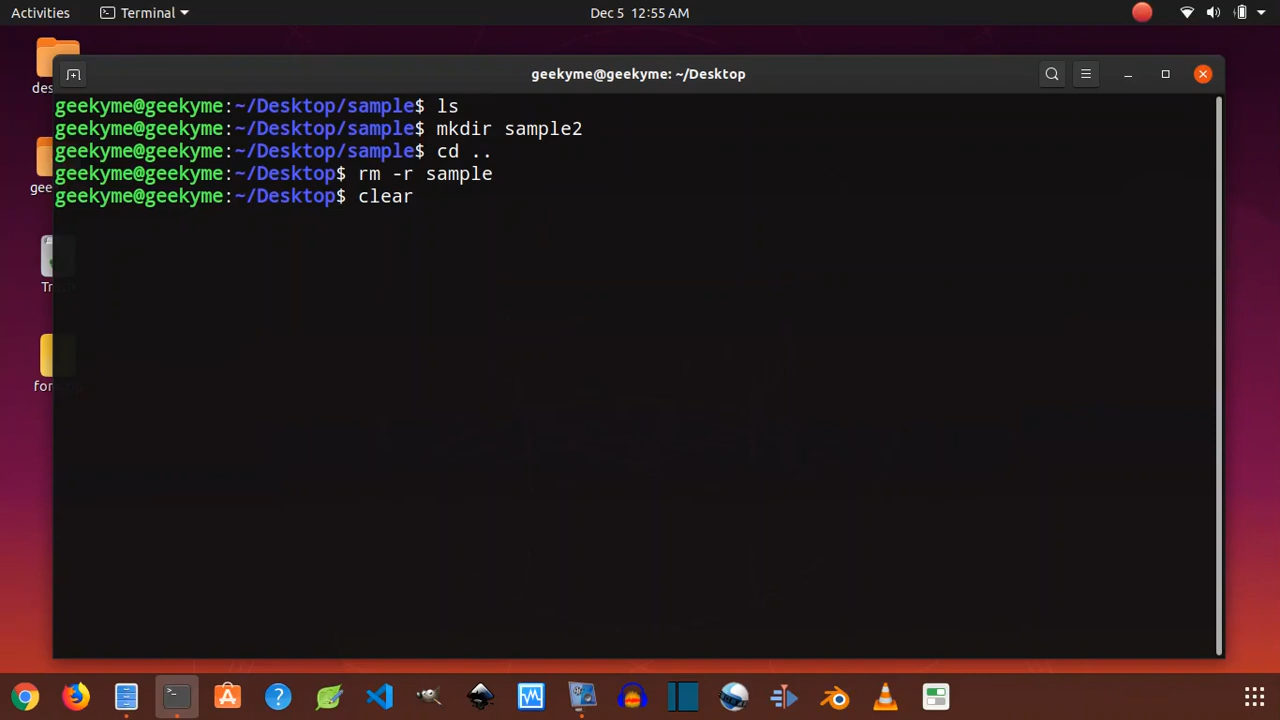 Activities Terminal Dec 5 12:55 AM
geekyme@geekyme: ~/Desktop
geekyme@geekyme:~/Desktop/sample$ ls
geekyme@geekyme:~/Desktop/sample$ mkdir sample2
geekyme@geekyme:~/Desktop/sample$ cd ..
geekyme@geekyme:~/Desktop$ rm -r sample
geekyme@geekyme:~/Desktop$ clear